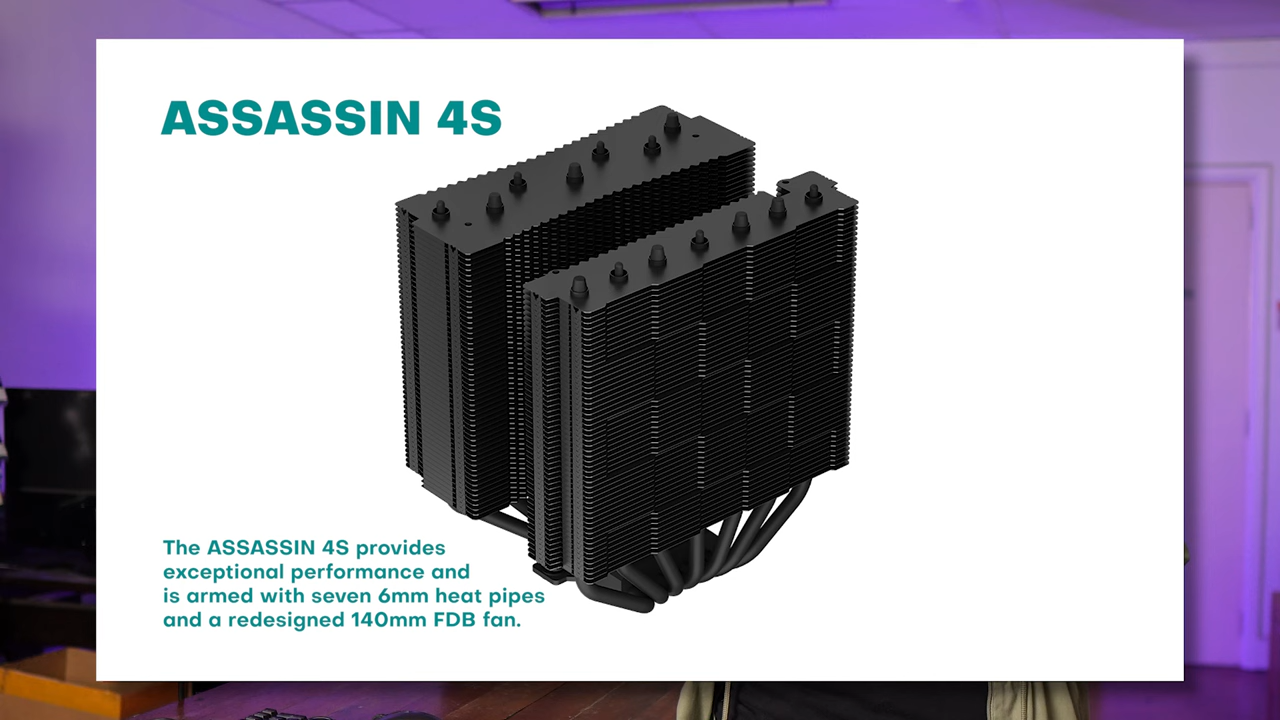 ASSASSIN 4S
The ASSASSIN 4S provides
exceptional performance and
is armed with seven 6mm heat pipes
and a redesigned 140mm FDB fan.